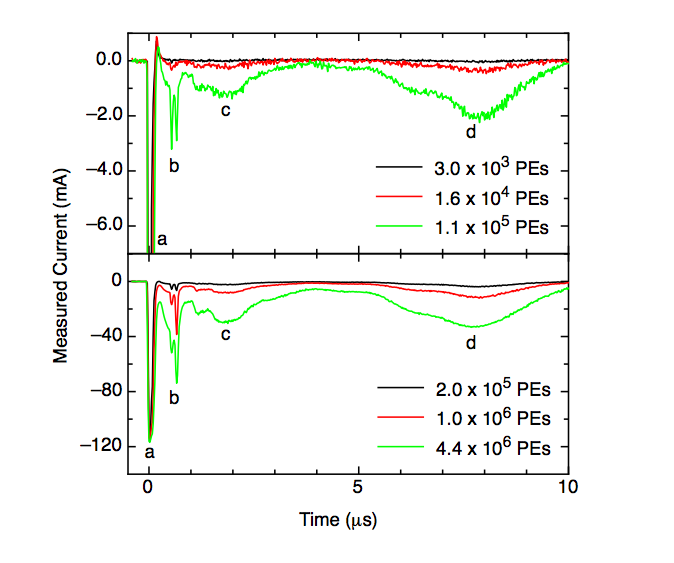 0.0
−2.0
−4.0
−6.0
a
b
c
d
3.0 x 10³ PEs
1.6 x 10⁴ PEs
1.1 x 10⁵ PEs
Measured Current (mA)
0
−40
−80
−120
a
b
c
d
2.0 x 10⁵ PEs
1.0 x 10⁶ PEs
4.4 x 10⁶ PEs
0 5 10
Time (μs)